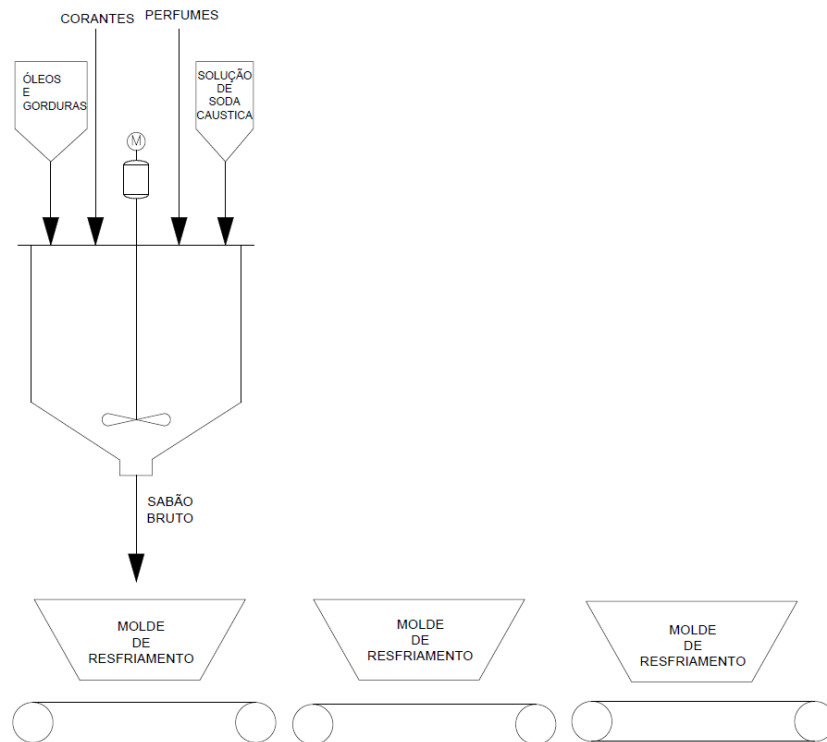 CORANTES
PERFUMES
ÓLEOS
E
GORDURAS
SOLUÇÃO
DE
SODA
CAUSTICA
M
SABÃO
BRUTO
MOLDE
DE
RESFRIAMENTO
MOLDE
DE
RESFRIAMENTO
MOLDE
DE
RESFRIAMENTO